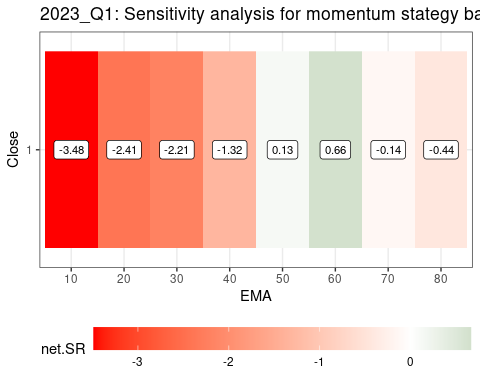 2023_Q1: Sensitivity analysis for momentum stategy ba
Close
1
-3.48 -2.41 -2.21 -1.32 0.13 0.66 -0.14 -0.44
10 20 30 40 50 60 70 80
EMA
net.SR
-3 -2 -1 0